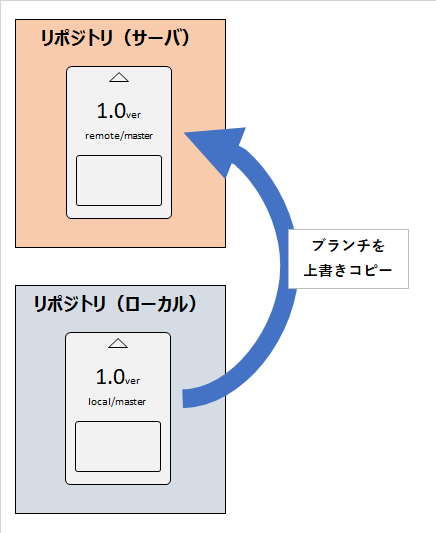 リポジトリ（サーバ）
1.0ver
remote/master
ブランチを
上書きコピー
リポジトリ（ローカル）
1.0ver
local/master